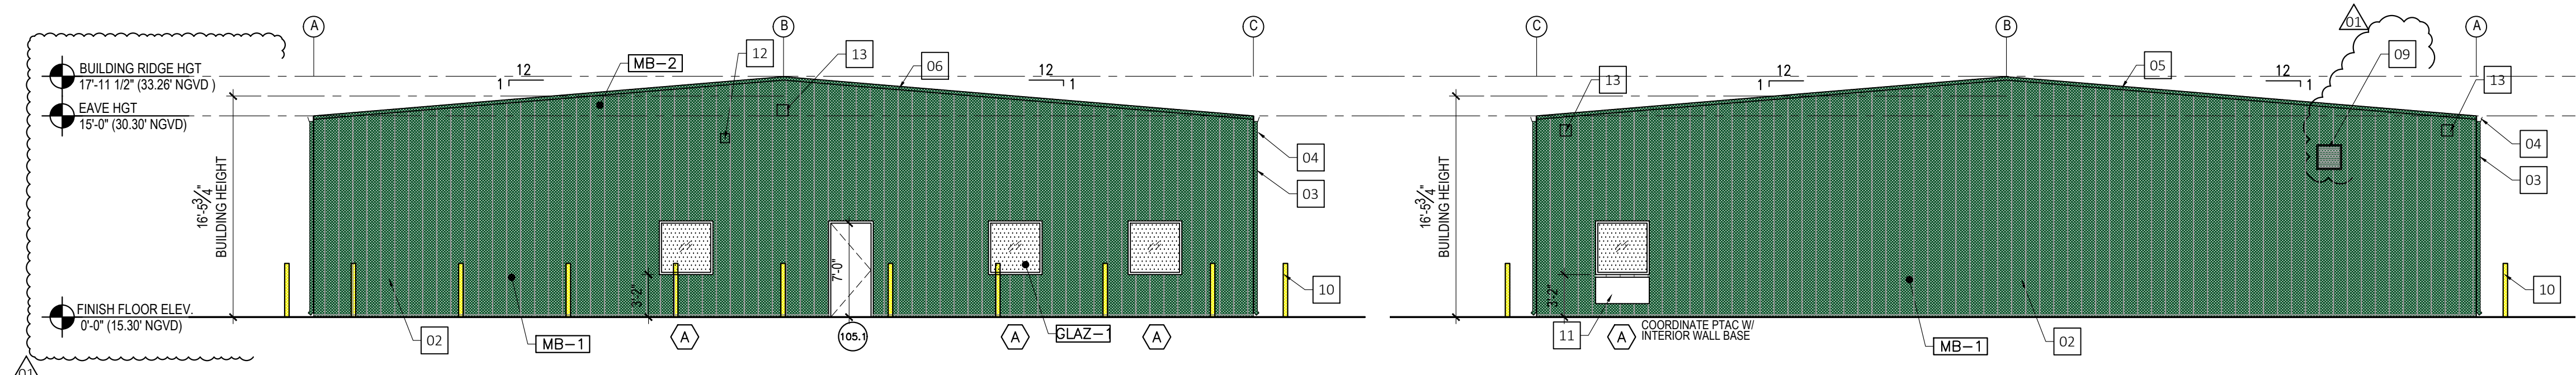 A
B
C
C
B
A
01
BUILDING RIDGE HGT
17'-11 1/2" (33.26' NGVD )
EAVE HGT
15'-0" (30.30' NGVD)
12
1
MB-2
12
13
06
12
1
13
12
1
05
12
1
09
13
04
03
04
03
16'-5 3/4"
BUILDING HEIGHT
16'-5 3/4"
BUILDING HEIGHT
7'-0"
3'-2"
3'-2"
10
10
FINISH FLOOR ELEV.
0'-0" (15.30' NGVD)
02
MB-1
A
105.1
A
GLAZ-1
A
11
A
COORDINATE PTAC W/
INTERIOR WALL BASE
MB-1
02
01